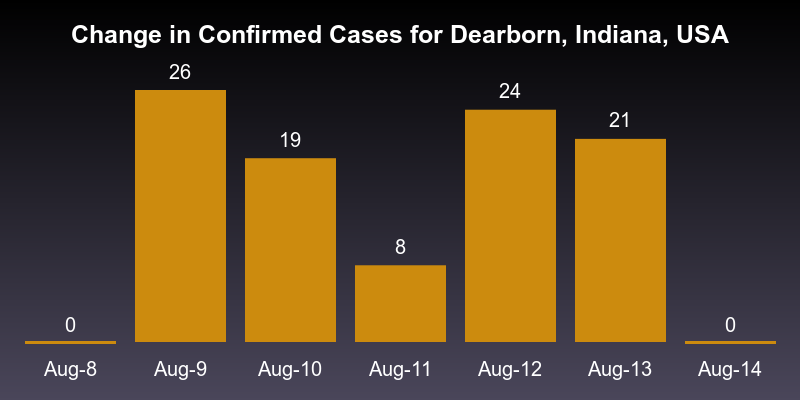 Change in Confirmed Cases for Dearborn, Indiana, USA
0
26
19
8
24
21
0
Aug-8
Aug-9
Aug-10
Aug-11
Aug-12
Aug-13
Aug-14